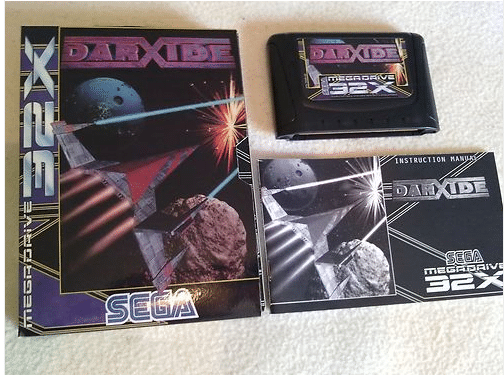 DARXIDE
MEGADRIVE 32X
SEGA
DARXIDE
MEGADRIVE
32X
INSTRUCTION MANUAL
DARXIDE
SEGA
MEGADRIVE
32X